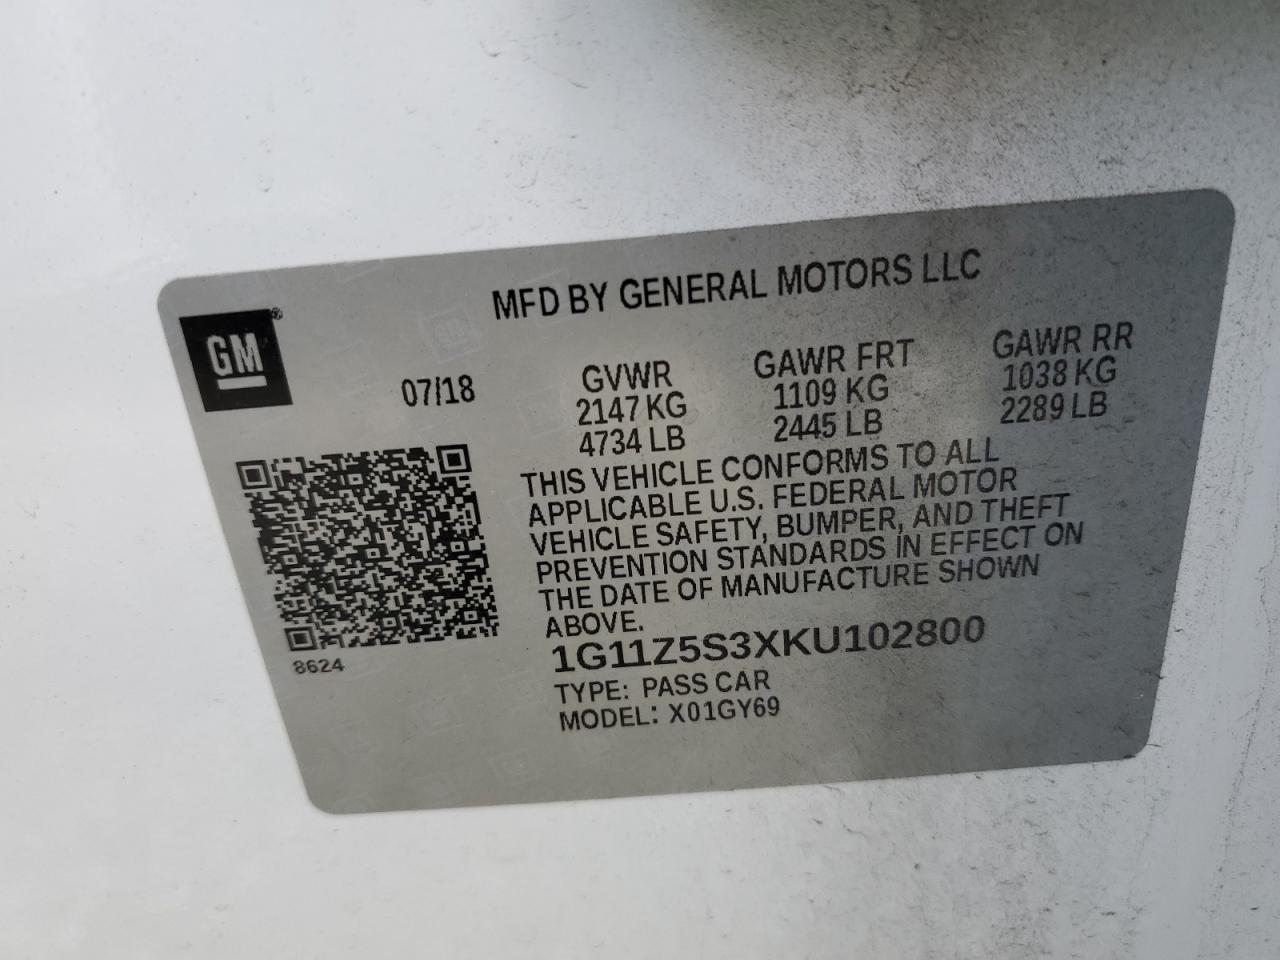 MFD BY GENERAL MOTORS LLC
GM®
07/18
GVWR
2147 KG
4734 LB
GAWR FRT
1109 KG
2445 LB
GAWR RR
1038 KG
2289 LB
THIS VEHICLE CONFORMS TO ALL
APPLICABLE U.S. FEDERAL MOTOR
VEHICLE SAFETY, BUMPER, AND THEFT
PREVENTION STANDARDS IN EFFECT ON
THE DATE OF MANUFACTURE SHOWN
ABOVE.
8624
1G11Z5S3XKU102800
TYPE: PASS CAR
MODEL: X01GY69